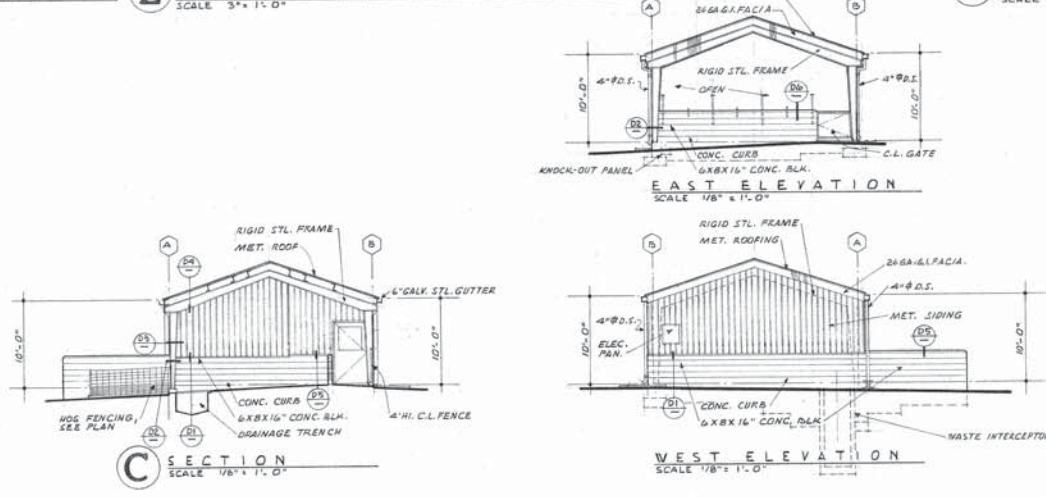 SCALE 3" = 1'-0"
SCALE
A
B
26 GA. G.I. FACIA
RIGID STL. FRAME
4"⌀ D.S.
OPEN
D6
4"⌀ D.S.
10'-0"
10'-0"
D2
CONC. CURB
C.L. GATE
KNOCK-OUT PANEL
6X8X16" CONC. BLK.
EAST ELEVATION
SCALE 1/8" = 1'-0"
RIGID STL. FRAME
A
MET. ROOF
B
D4
6" GALV. STL. GUTTER
10'-0"
10'-0"
D3
CONC. CURB
D5
HOG FENCING,
SEE PLAN
6X8X16" CONC. BLK.
4' HI. C.L. FENCE
D2
D1
DRAINAGE TRENCH
C
SECTION
SCALE 1/8" = 1'-0"
RIGID STL. FRAME
B
MET. ROOFING
A
26 GA. G.I. FACIA.
4"⌀ D.S.
4"⌀ D.S.
MET. SIDING
10'-0"
10'-0"
ELEC.
PAN.
D5
CONC. CURB
D1
6X8X16" CONC. BLK.
WASTE INTERCEPTOR
WEST ELEVATION
SCALE 1/8" = 1'-0"